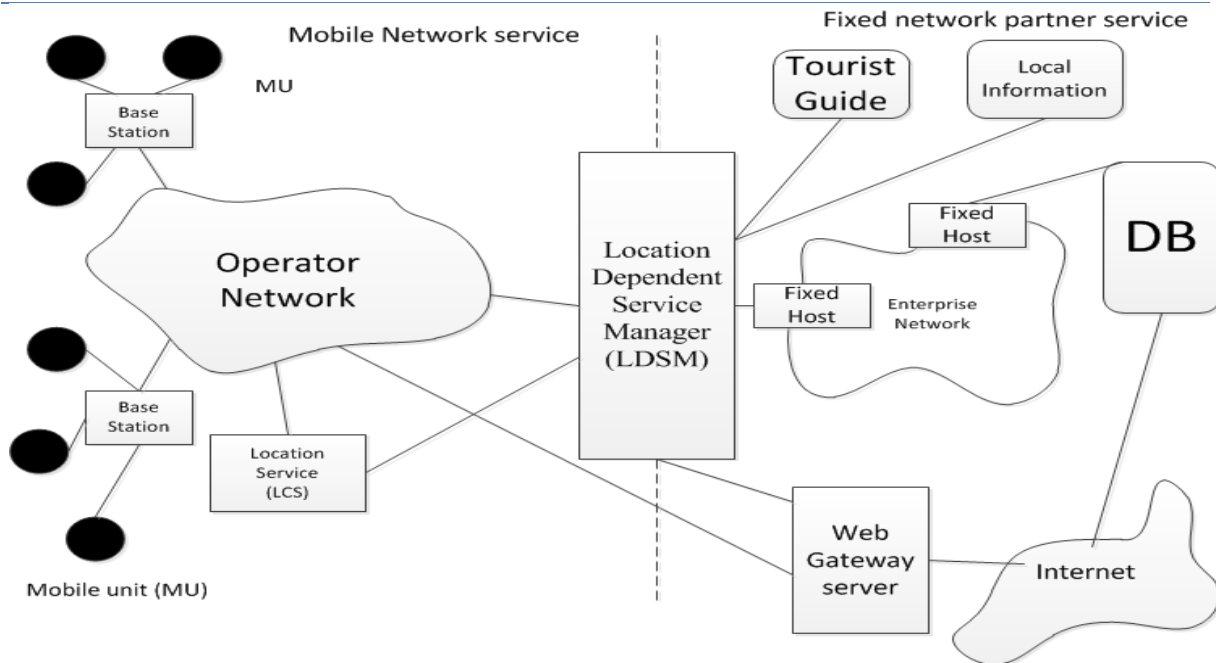 Mobile Network service
Fixed network partner service
MU
Base
Station
Tourist
Guide
Local
Information
Operator
Network
Location
Dependent
Service
Manager
(LDSM)
Fixed
Host
DB
Fixed
Host
Enterprise
Network
Base
Station
Location
Service
(LCS)
Mobile unit (MU)
Web
Gateway
server
Internet